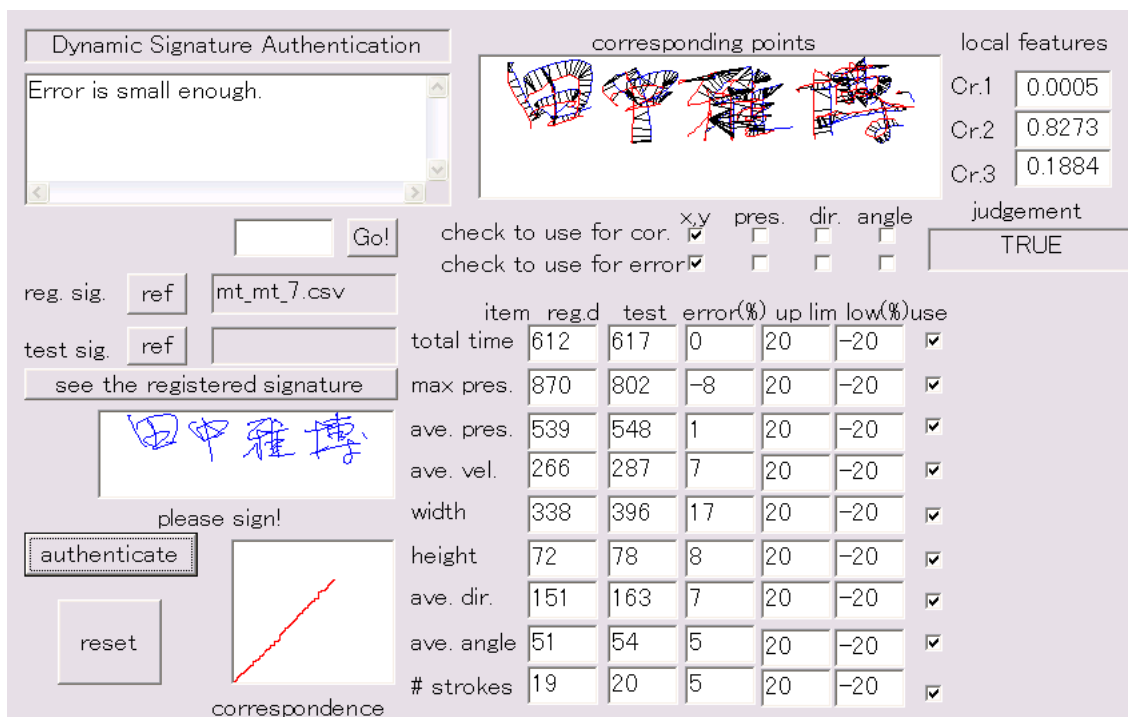 Dynamic Signature Authentication
Error is small enough.
corresponding points
local features
Cr.1 0.0005
Cr.2 0.8273
Cr.3 0.1884
judgement
TRUE
Go!
x,y pres. dir. angle
check to use for cor.
check to use for error
reg. sig. ref mt_mt_7.csv
test sig. ref
see the registered signature
田中雅博
please sign!
authenticate
reset
correspondence
item reg.d test error(%) up lim low(%) use
total time 612 617 0 20 -20
max pres. 870 802 -8 20 -20
ave. pres. 539 548 1 20 -20
ave. vel. 266 287 7 20 -20
width 338 396 17 20 -20
height 72 78 8 20 -20
ave. dir. 151 163 7 20 -20
ave. angle 51 54 5 20 -20
# strokes 19 20 5 20 -20